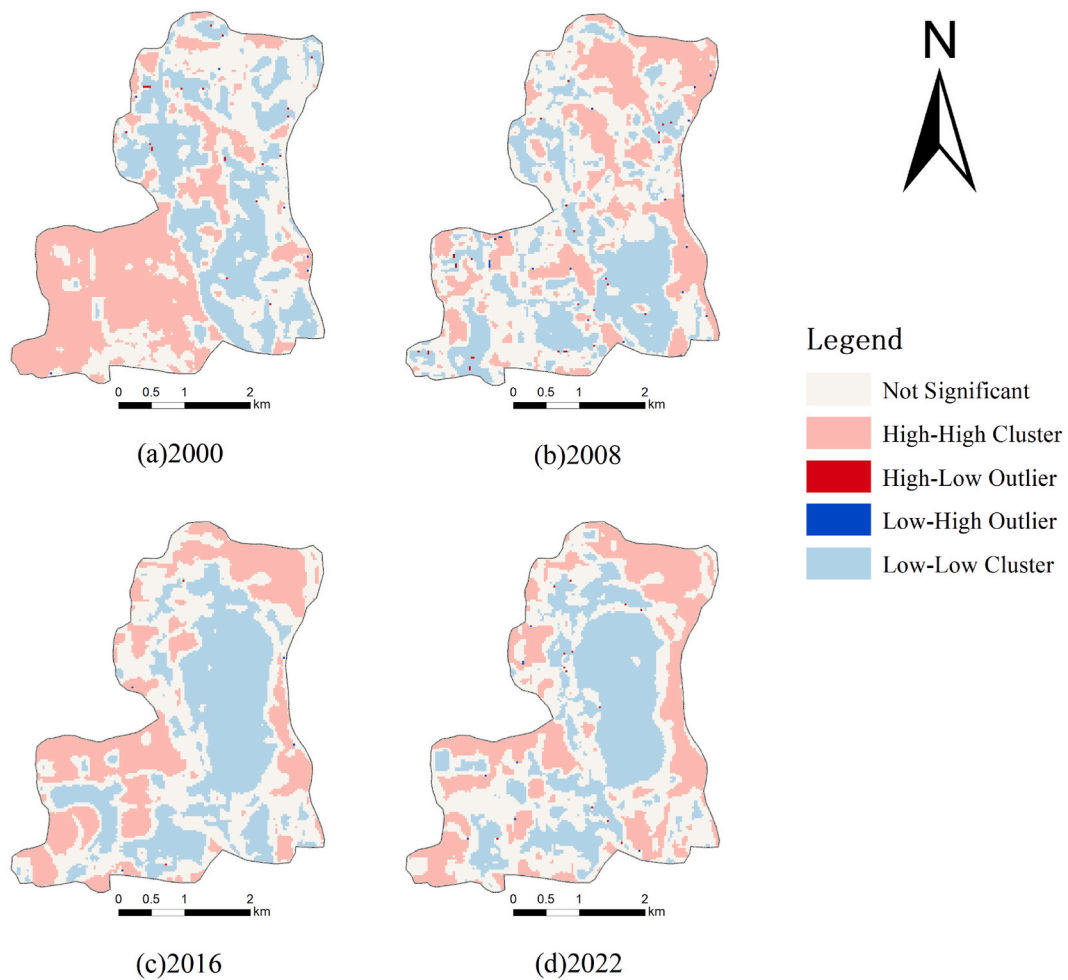 N
0 0.5 1 2
km
(a)2000
0 0.5 1 2
km
(b)2008
Legend
Not Significant
High-High Cluster
High-Low Outlier
Low-High Outlier
Low-Low Cluster
0 0.5 1 2
km
(c)2016
0 0.5 1 2
km
(d)2022